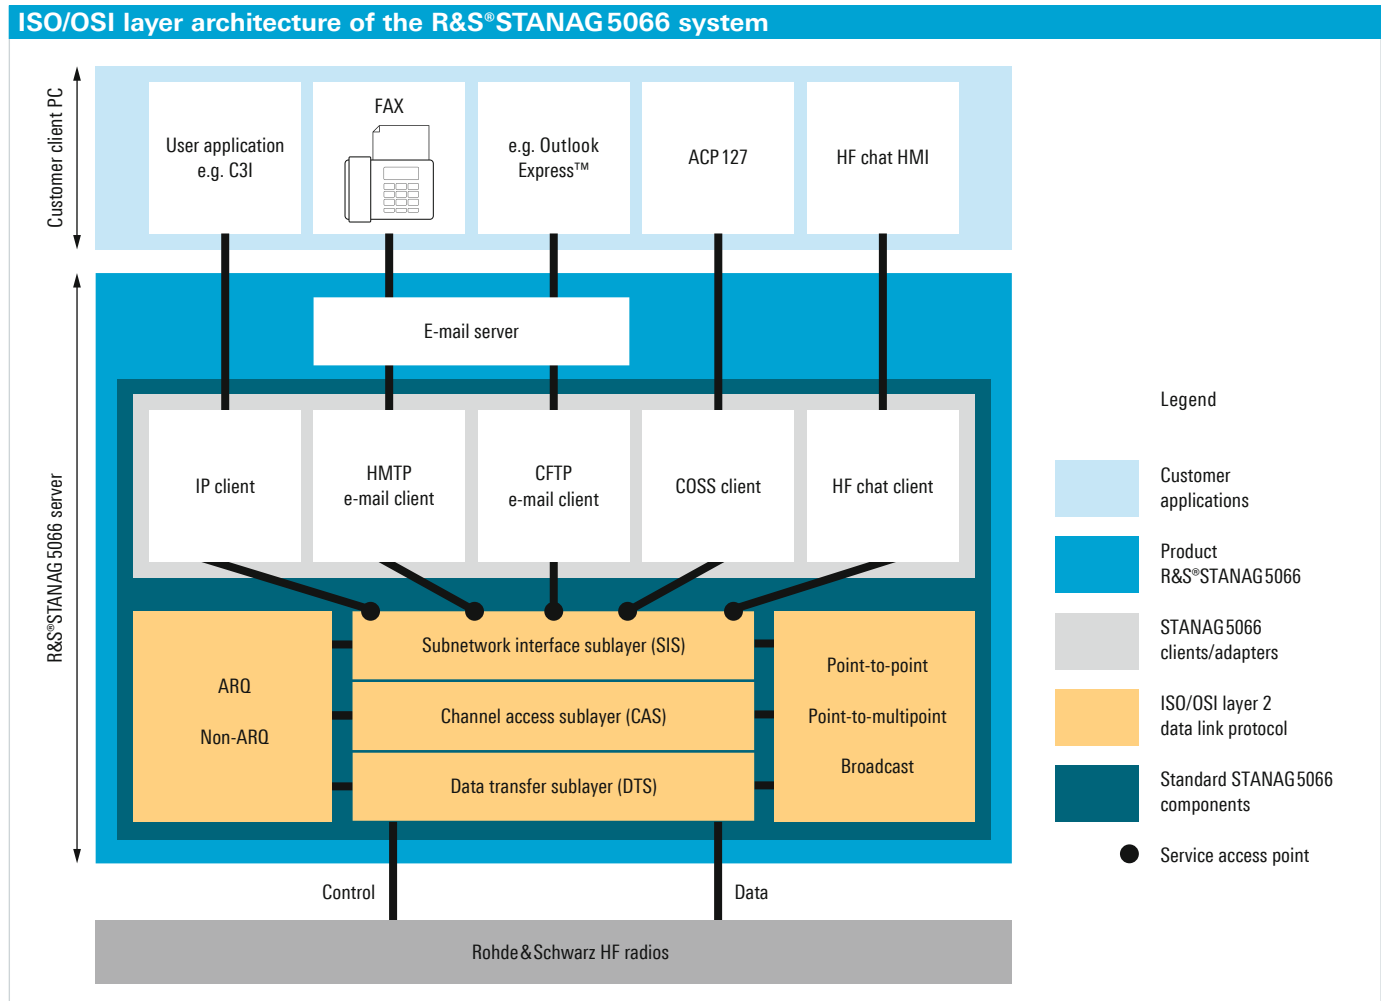 ISO/OSI layer architecture of the R&S®STANAG 5066 system
Customer client PC
User application
e.g. C3I
FAX
e.g. Outlook
Express™
ACP 127
HF chat HMI
R&S®STANAG 5066 server
E-mail server
IP client
HMTP
e-mail client
CFTP
e-mail client
COSS client
HF chat client
ARQ
Non-ARQ
Subnetwork interface sublayer (SIS)
Channel access sublayer (CAS)
Data transfer sublayer (DTS)
Point-to-point
Point-to-multipoint
Broadcast
Control
Data
Rohde & Schwarz HF radios
Legend
Customer
applications
Product
R&S®STANAG 5066
STANAG 5066
clients/adapters
ISO/OSI layer 2
data link protocol
Standard STANAG 5066
components
Service access point